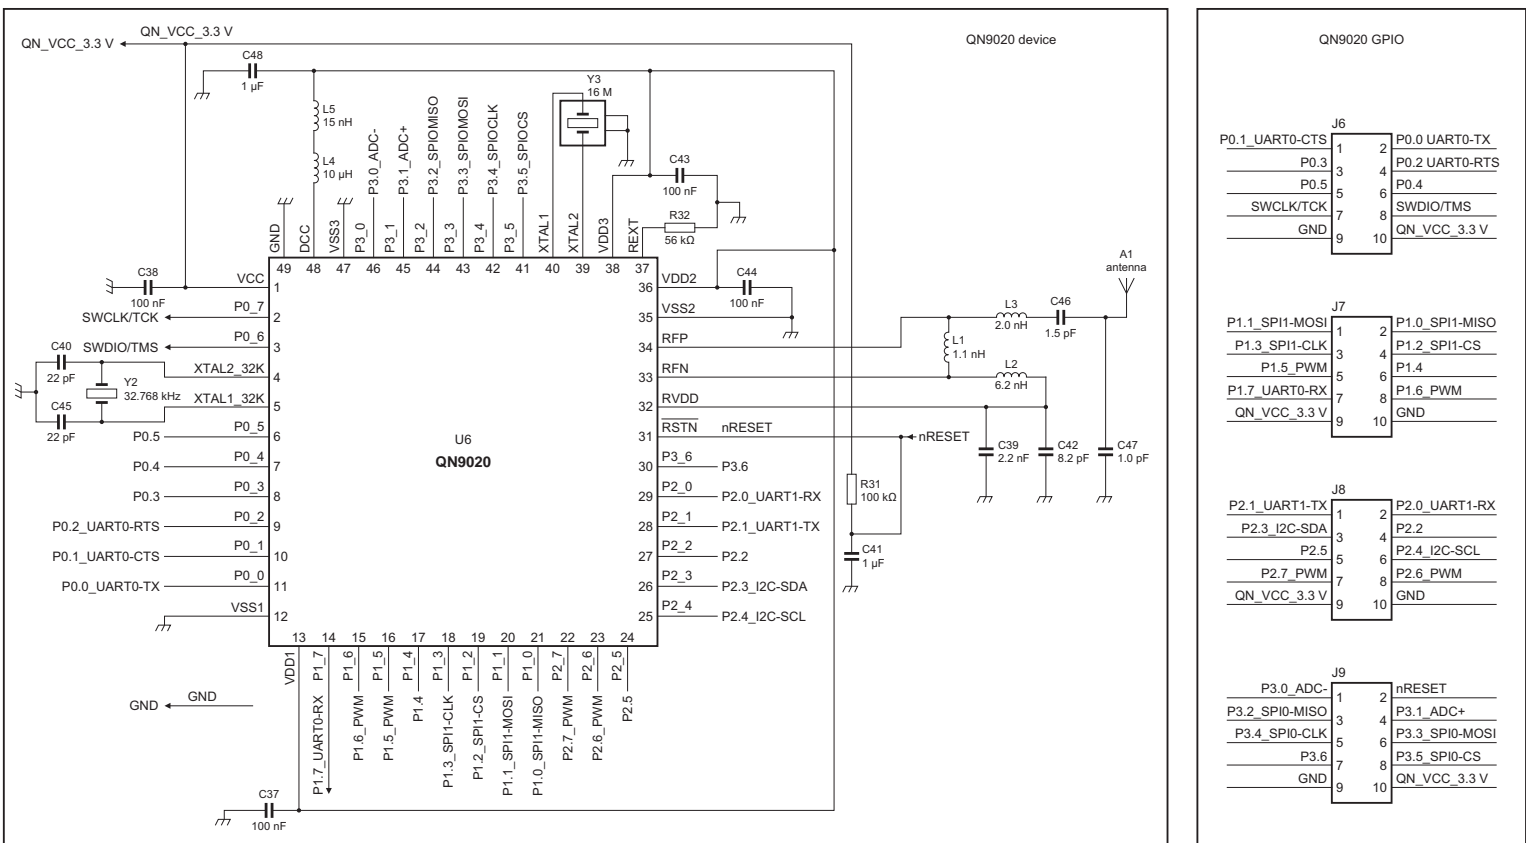 QN_VCC_3.3 V
QN_VCC_3.3 V
QN9020 device
C48
1 µF
Y3
16 M
L5
15 nH
L4
10 µH
P3.0_ADC-
P3.1_ADC+
P3.2_SPIOMISO
P3.3_SPIOMOSI
P3.4_SPIOCLK
P3.5_SPIOCS
C43
100 nF
R32
56 kΩ
GND
DCC
VSS3
P3_0
P3_1
P3_2
P3_3
P3_4
P3_5
XTAL1
XTAL2
VDD3
REXT
49
48
47
46
45
44
43
42
41
40
39
38
37
C38
100 nF
VCC
1
P0_7
2
SWCLK/TCK
P0_6
3
SWDIO/TMS
C40
22 pF
Y2
32.768 kHz
C45
22 pF
XTAL2_32K
4
XTAL1_32K
5
P0.5
P0_5
6
P0.4
P0_4
7
P0.3
P0_3
8
P0.2_UART0-RTS
P0_2
9
P0.1_UART0-CTS
P0_1
10
P0.0_UART0-TX
P0_0
11
VSS1
12
U6
QN9020
36
VDD2
C44
100 nF
35
VSS2
34
RFP
33
RFN
32
RVDD
31
RSTN
nRESET
nRESET
30
P3_6
P3.6
29
P2_0
P2.0_UART1-RX
28
P2_1
P2.1_UART1-TX
27
P2_2
P2.2
26
P2_3
P2.3_I2C-SDA
25
P2_4
P2.4_I2C-SCL
A1
antenna
L3
2.0 nH
C46
1.5 pF
L1
1.1 nH
L2
6.2 nH
C39
2.2 nF
C42
8.2 pF
C47
1.0 pF
R31
100 kΩ
C41
1 µF
13
14
15
16
17
18
19
20
21
22
23
24
VDD1
P1_7
P1_6
P1_5
P1_4
P1_3
P1_2
P1_1
P1_0
P2_7
P2_6
P2_5
P1.7_UART0-RX
P1.6_PWM
P1.5_PWM
P1.4
P1.3_SPI1-CLK
P1.2_SPI1-CS
P1.1_SPI1-MOSI
P1.0_SPI1-MISO
P2.7_PWM
P2.6_PWM
P2.5
GND
GND
C37
100 nF
QN9020 GPIO
J6
P0.1_UART0-CTS 1 2 P0.0 UART0-TX
P0.3 3 4 P0.2 UART0-RTS
P0.5 5 6 P0.4
SWCLK/TCK 7 8 SWDIO/TMS
GND 9 10 QN_VCC_3.3 V
J7
P1.1_SPI1-MOSI 1 2 P1.0_SPI1-MISO
P1.3_SPI1-CLK 3 4 P1.2_SPI1-CS
P1.5_PWM 5 6 P1.4
P1.7_UART0-RX 7 8 P1.6_PWM
QN_VCC_3.3 V 9 10 GND
J8
P2.1_UART1-TX 1 2 P2.0_UART1-RX
P2.3_I2C-SDA 3 4 P2.2
P2.5 5 6 P2.4_I2C-SCL
P2.7_PWM 7 8 P2.6_PWM
QN_VCC_3.3 V 9 10 GND
J9
P3.0_ADC- 1 2 nRESET
P3.2_SPI0-MISO 3 4 P3.1_ADC+
P3.4_SPI0-CLK 5 6 P3.3_SPI0-MOSI
P3.6 7 8 P3.5_SPI0-CS
GND 9 10 QN_VCC_3.3 V